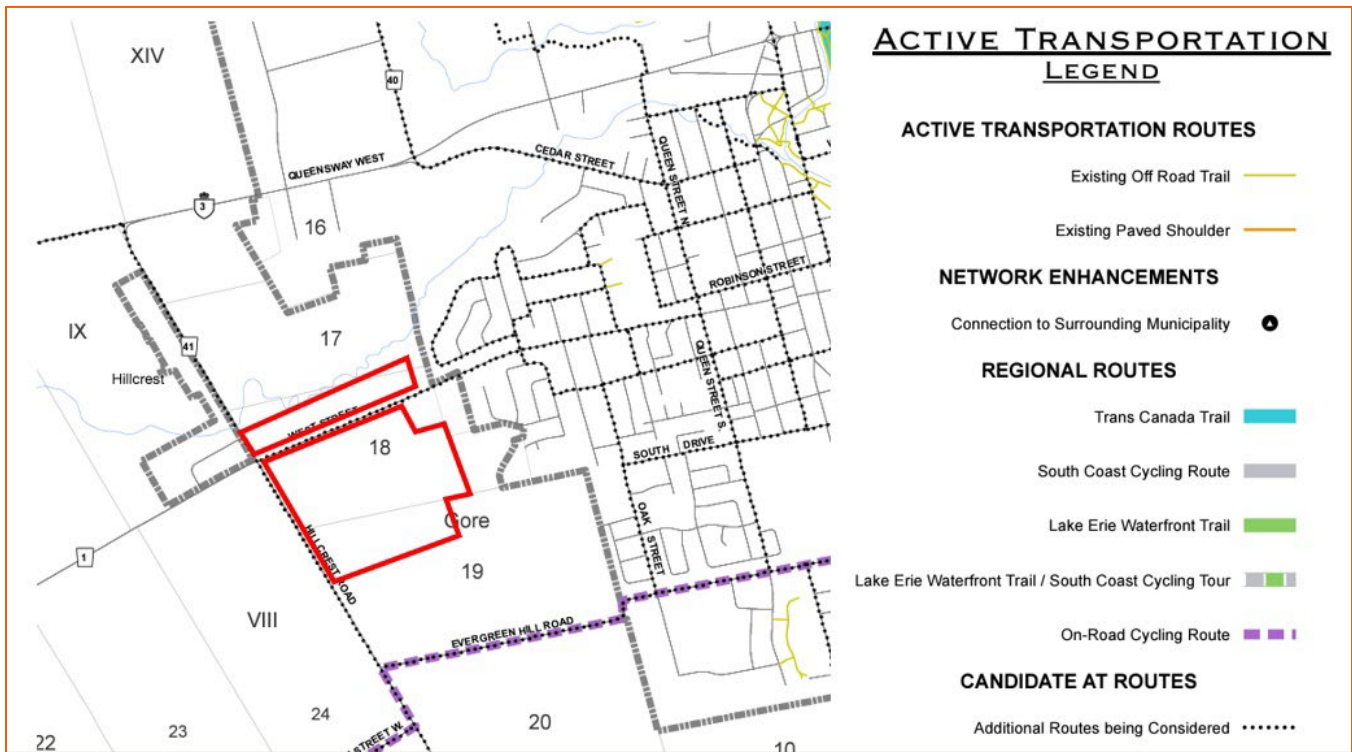 XIV
40
QUEENSWAY WEST
CEDAR STREET
QUEEN STREET N.
3
16
ROBINSON STREET
17
IX
41
Hillcrest
WEST STREET
18
QUEEN STREET S.
SOUTH DRIVE
Gore
OAK STREET
1
HILLCREST ROAD
19
VIII
EVERGREEN HILL ROAD
24
20
23
22
STREET W.
10
ACTIVE TRANSPORTATION
LEGEND
ACTIVE TRANSPORTATION ROUTES
Existing Off Road Trail
Existing Paved Shoulder
NETWORK ENHANCEMENTS
Connection to Surrounding Municipality
REGIONAL ROUTES
Trans Canada Trail
South Coast Cycling Route
Lake Erie Waterfront Trail
Lake Erie Waterfront Trail / South Coast Cycling Tour
On-Road Cycling Route
CANDIDATE AT ROUTES
Additional Routes being Considered